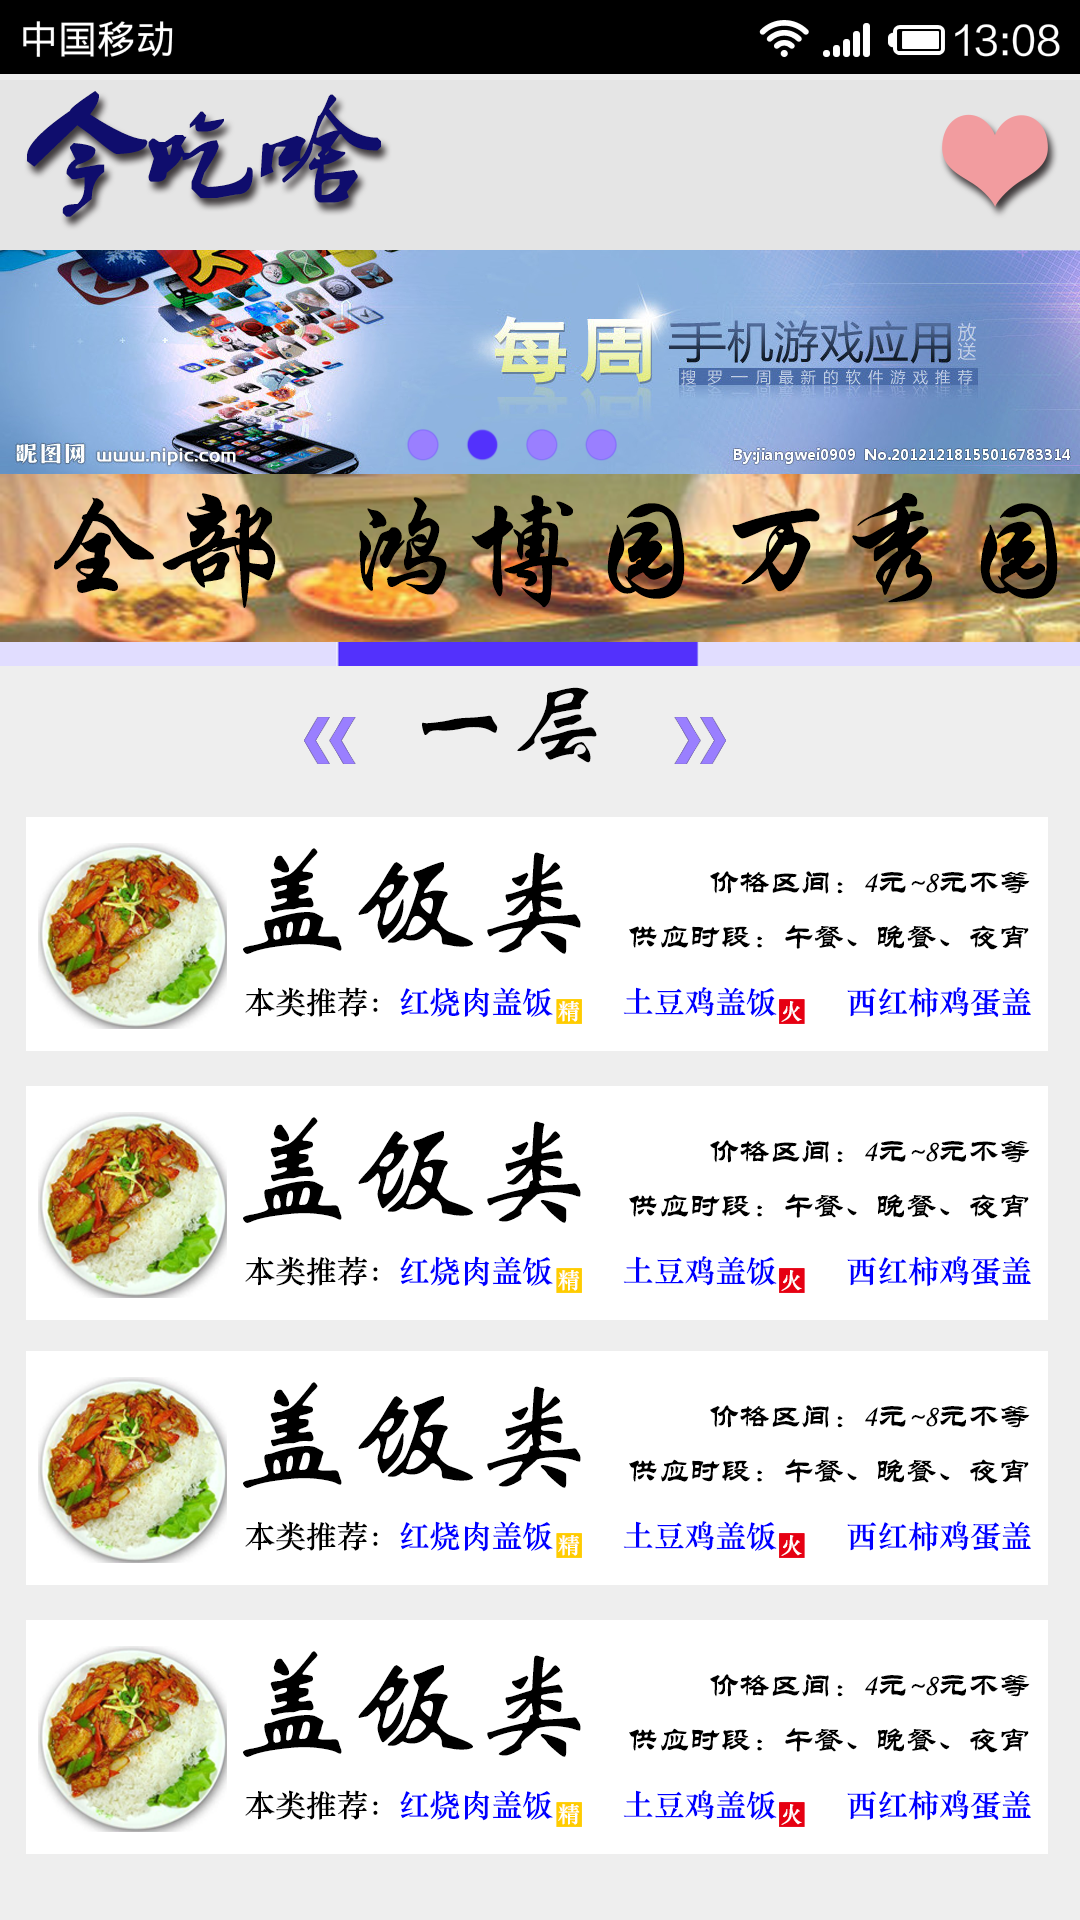 中国移动 13:08
今吃啥
每周 手机游戏应用 放送
搜罗一周最新的软件游戏推荐
昵图网 www.nipic.com By:jiangwei0909 No.20121218155016783314
全部 鸿博园 万秀园
« 一层 »
盖饭类
价格区间：4元~8元不等
供应时段：午餐、晚餐、夜宵
本类推荐：红烧肉盖饭精 土豆鸡盖饭火 西红柿鸡蛋盖
盖饭类
价格区间：4元~8元不等
供应时段：午餐、晚餐、夜宵
本类推荐：红烧肉盖饭精 土豆鸡盖饭火 西红柿鸡蛋盖
盖饭类
价格区间：4元~8元不等
供应时段：午餐、晚餐、夜宵
本类推荐：红烧肉盖饭精 土豆鸡盖饭火 西红柿鸡蛋盖
盖饭类
价格区间：4元~8元不等
供应时段：午餐、晚餐、夜宵
本类推荐：红烧肉盖饭精 土豆鸡盖饭火 西红柿鸡蛋盖